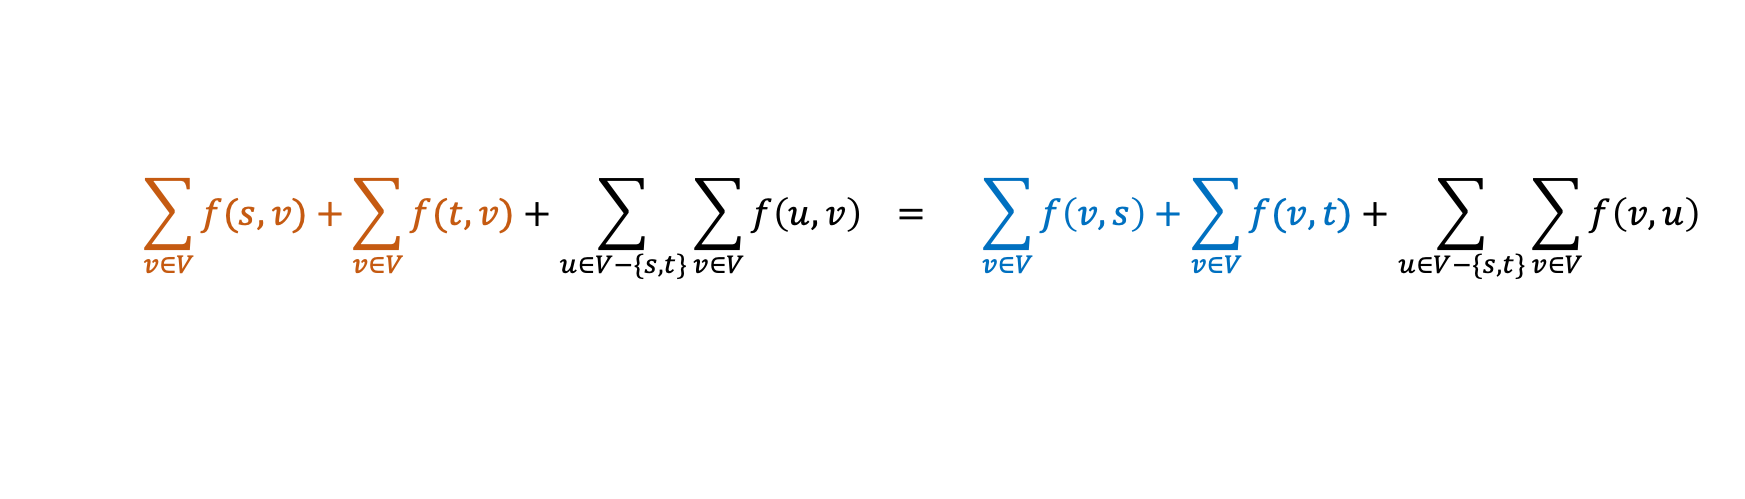 ∑_{v∈V} f(s, v) + ∑_{v∈V} f(t, v) + ∑_{u∈V−{s,t}} ∑_{v∈V} f(u, v) = ∑_{v∈V} f(v, s) + ∑_{v∈V} f(v, t) + ∑_{u∈V−{s,t}} ∑_{v∈V} f(v, u)